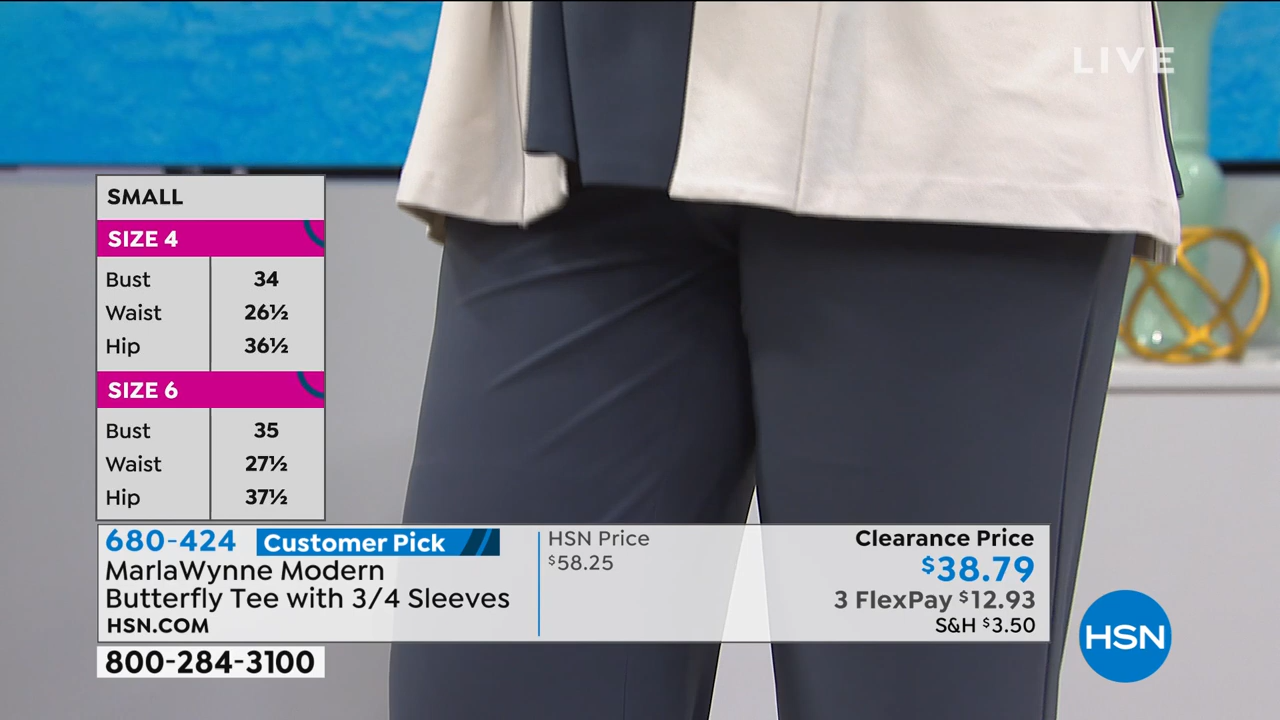 LIVE
SMALL
SIZE 4
Bust 34
Waist 26½
Hip 36½
SIZE 6
Bust 35
Waist 27½
Hip 37½
680-424 Customer Pick
MarlaWynne Modern
Butterfly Tee with 3/4 Sleeves
HSN.COM
HSN Price
$58.25
Clearance Price
$38.79
3 FlexPay $12.93
S&H $3.50
800-284-3100
HSN